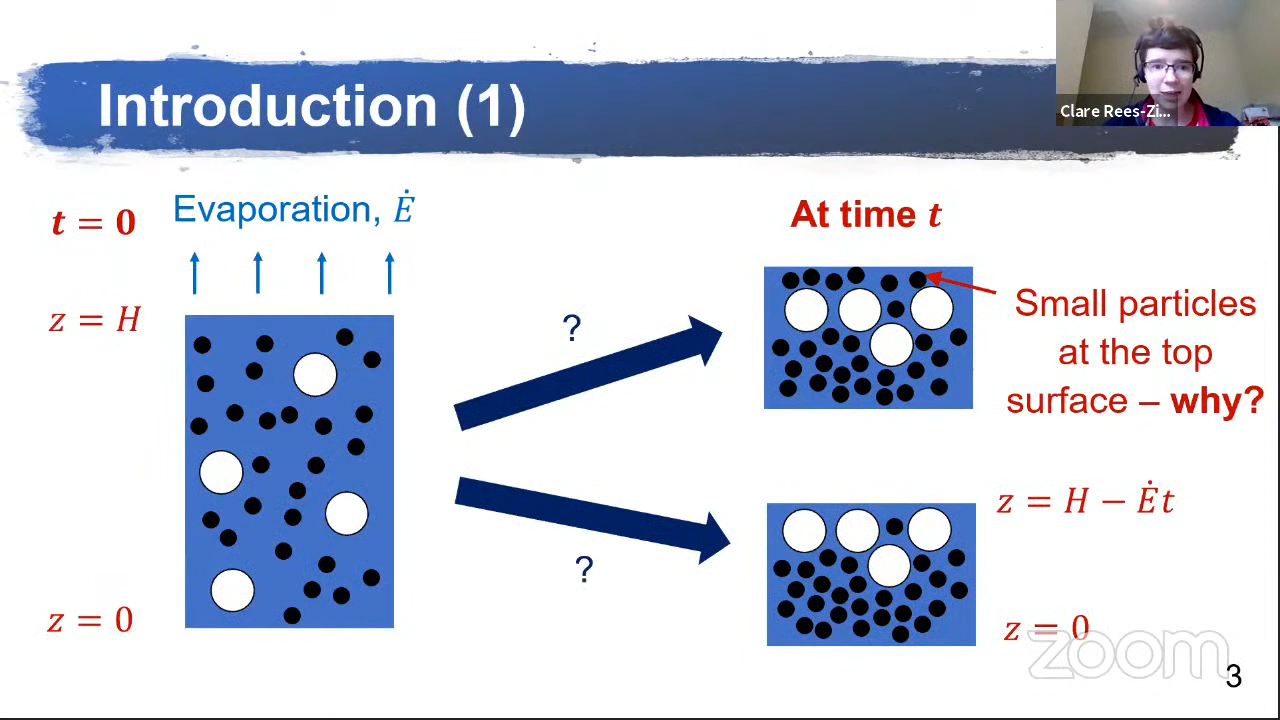 Introduction (1)
Clare Rees-Zi...
t = 0
Evaporation, Ė
At time t
z = H
?
Small particles
at the top
surface – why?
z = H − Ėt
?
z = 0
z = 0
zoom
3